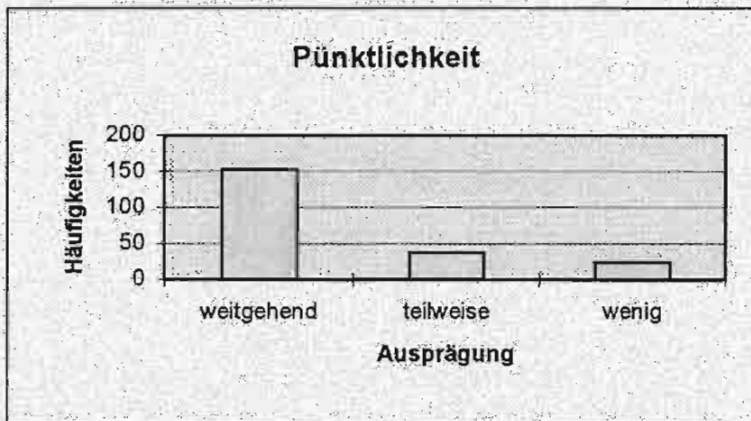 Pünktlichkeit
Häufigkeiten
200
150
100
50
0
weitgehend teilweise wenig
Ausprägung